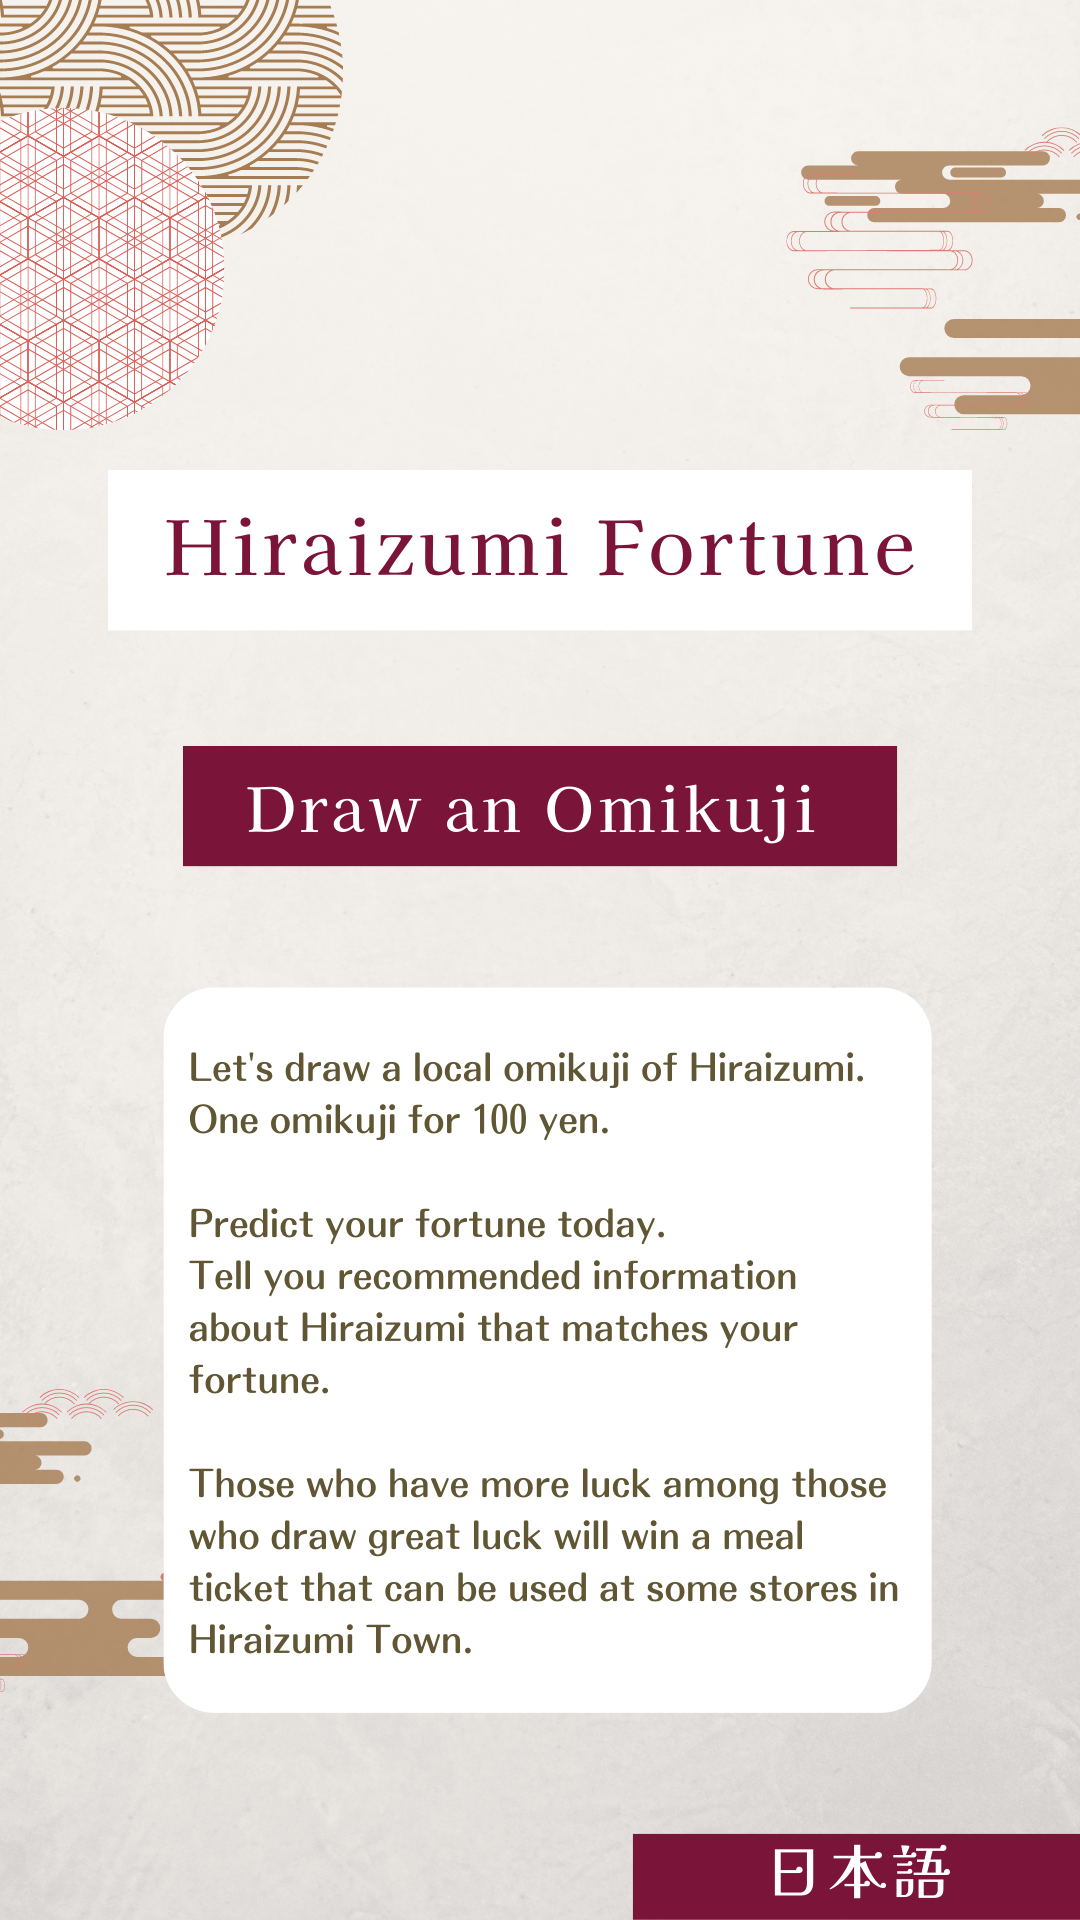 Hiraizumi Fortune
Draw an Omikuji
Let's draw a local omikuji of Hiraizumi.
One omikuji for 100 yen.
Predict your fortune today.
Tell you recommended information
about Hiraizumi that matches your
fortune.
Those who have more luck among those
who draw great luck will win a meal
ticket that can be used at some stores in
Hiraizumi Town.
日本語